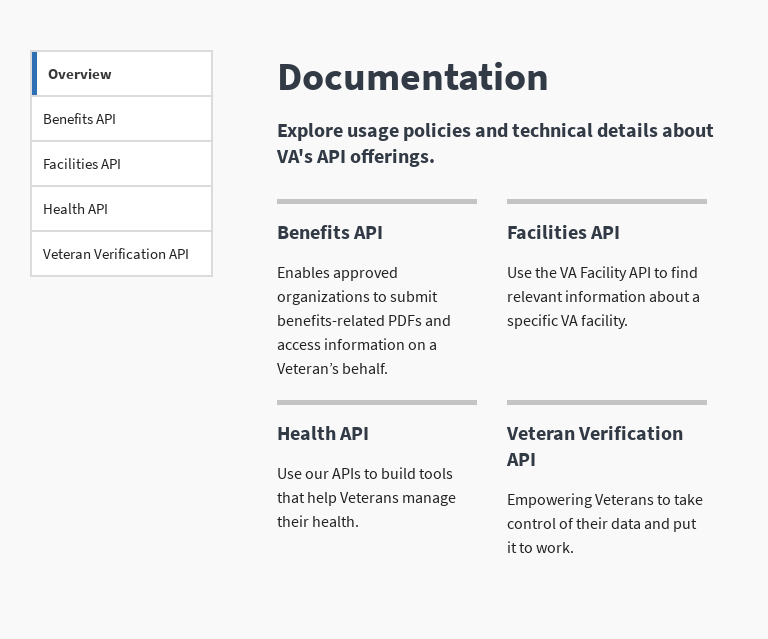 Overview
Benefits API
Facilities API
Health API
Veteran Verification API
Documentation
Explore usage policies and technical details about
VA's API offerings.
Benefits API
Enables approved
organizations to submit
benefits-related PDFs and
access information on a
Veteran’s behalf.
Facilities API
Use the VA Facility API to find
relevant information about a
specific VA facility.
Health API
Use our APIs to build tools
that help Veterans manage
their health.
Veteran Verification
API
Empowering Veterans to take
control of their data and put
it to work.